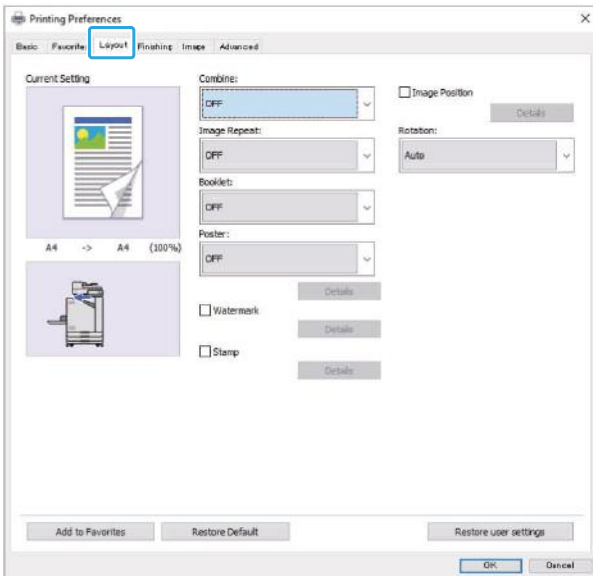 Printing Preferences
Basic Favorite Layout Finishing Image Advanced
Current Setting
A4 -> A4 (100%)
Combine:
OFF
Image Repeat:
OFF
Booklet:
OFF
Poster:
OFF
Details
Watermark
Details
Stamp
Details
Image Position
Details
Rotation:
Auto
Add to Favorites
Restore Default
Restore user settings
OK
Cancel